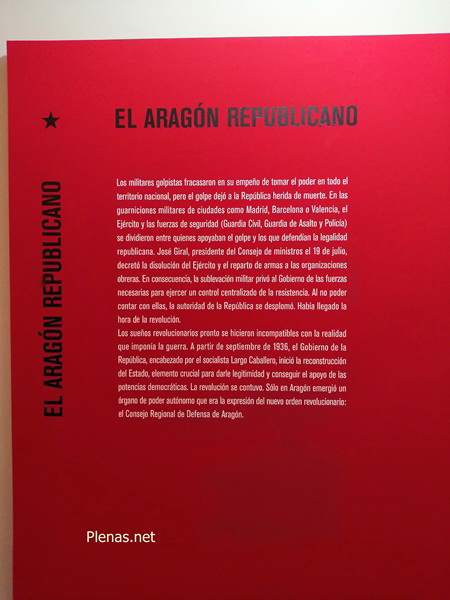 EL ARAGÓN REPUBLICANO
EL ARAGÓN REPUBLICANO
Los militares golpistas fracasaron en su empeño de tomar el poder en todo el
territorio nacional, pero el golpe dejó a la República herida de muerte. En las
guarniciones militares de ciudades como Madrid, Barcelona o Valencia, el
Ejército y las fuerzas de seguridad (Guardia Civil, Guardia de Asalto y Policía)
se dividieron entre quienes apoyaban el golpe y los que defendían la legalidad
republicana. José Giral, presidente del Consejo de ministros el 19 de julio,
decretó la disolución del Ejército y el reparto de armas a las organizaciones
obreras. En consecuencia, la sublevación militar privó al Gobierno de las fuerzas
necesarias para ejercer un control centralizado de la resistencia. Al no poder
contar con ellas, la autoridad de la República se desplomó. Había llegado la
hora de la revolución.
Los sueños revolucionarios pronto se hicieron incompatibles con la realidad
que imponía la guerra. A partir de septiembre de 1936, el Gobierno de la
República, encabezado por el socialista Largo Caballero, inició la reconstrucción
del Estado, elemento crucial para darle legitimidad y conseguir el apoyo de las
potencias democráticas. La revolución se contuvo. Sólo en Aragón emergió un
órgano de poder autónomo que era la expresión del nuevo orden revolucionario:
el Consejo Regional de Defensa de Aragón.
Plenas.net